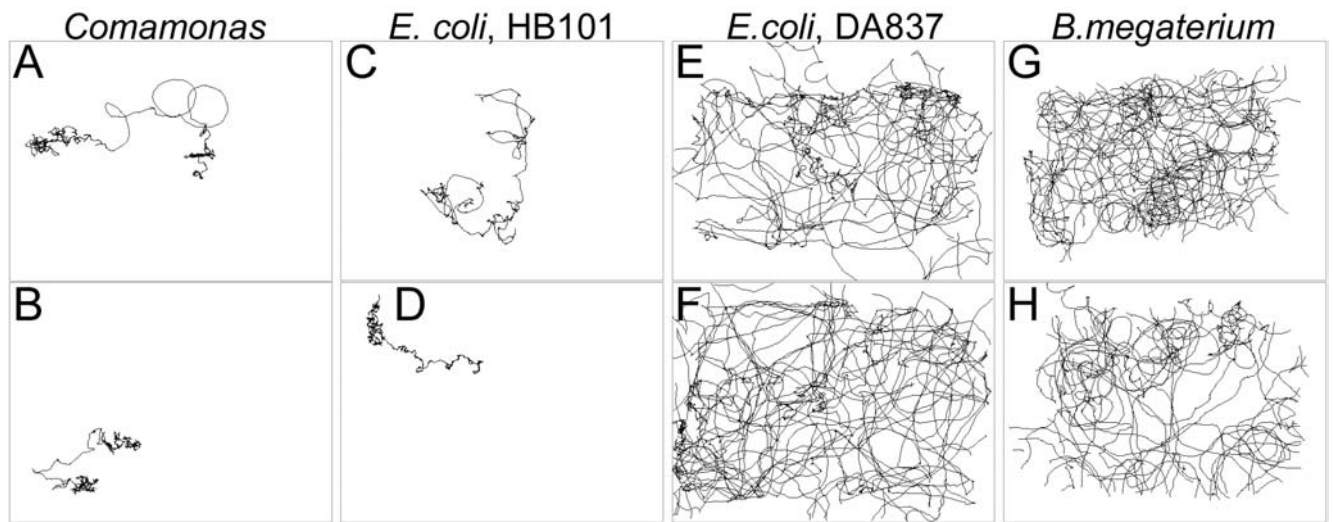 Comamonas E. coli, HB101 E.coli, DA837 B.megaterium
A C E G
B D F H